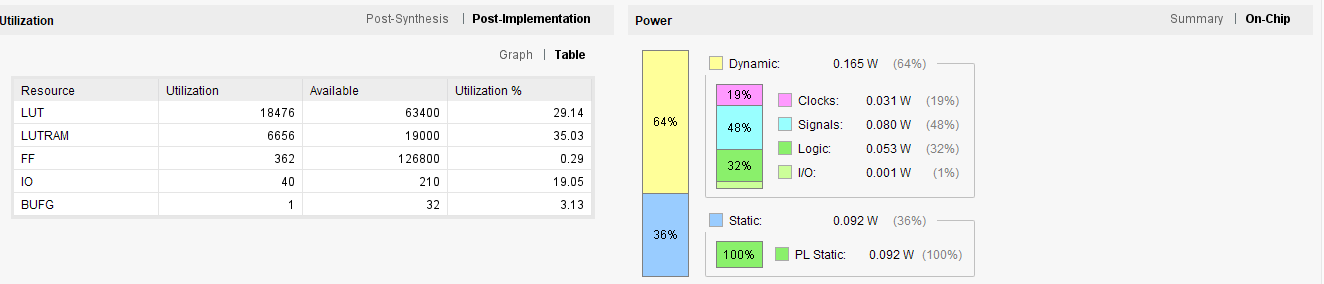 Utilization Post-Synthesis | Post-Implementation
Graph | Table
Resource Utilization Available Utilization %
LUT 18476 63400 29.14
LUTRAM 6656 19000 35.03
FF 362 126800 0.29
IO 40 210 19.05
BUFG 1 32 3.13
Power Summary | On-Chip
64%
36%
Dynamic: 0.165 W (64%)
19%
48%
32%
Clocks: 0.031 W (19%)
Signals: 0.080 W (48%)
Logic: 0.053 W (32%)
I/O: 0.001 W (1%)
Static: 0.092 W (36%)
100%
PL Static: 0.092 W (100%)